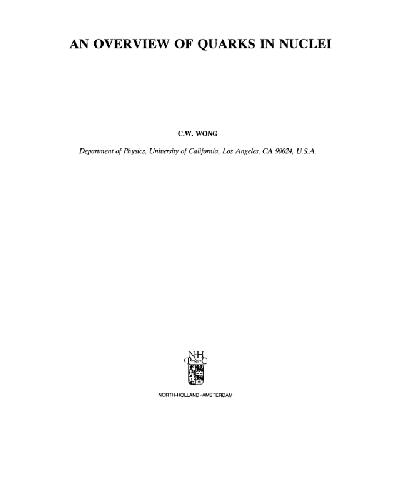 AN OVERVIEW OF QUARKS IN NUCLEI
C.W. WONG
Department of Physics, University of California, Los Angeles, CA 90024, U.S.A.
NORTH-HOLLAND–AMSTERDAM